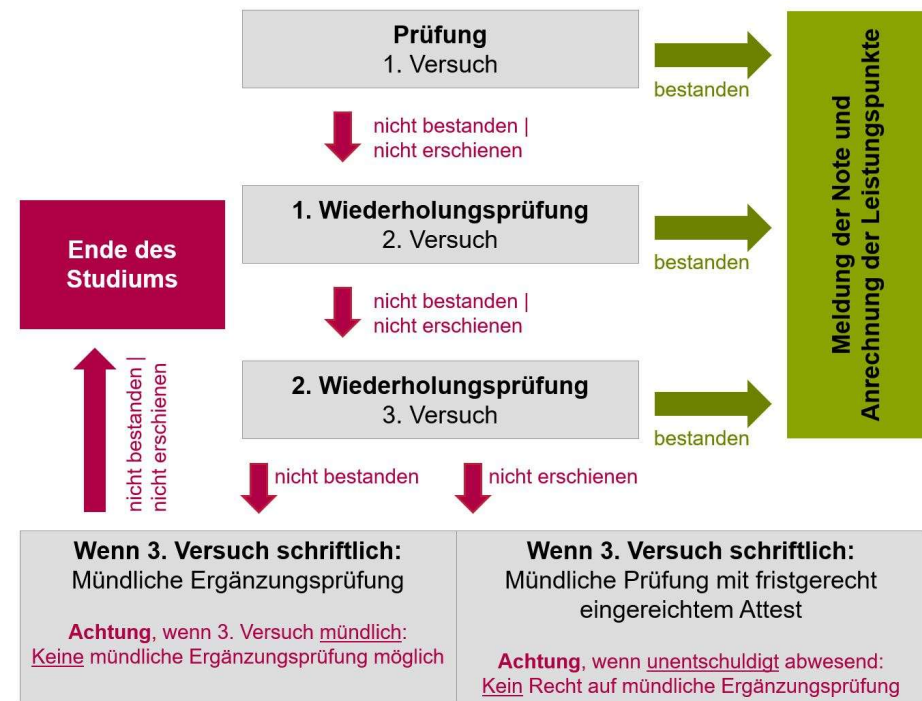 Prüfung
1. Versuch
bestanden
nicht bestanden |
nicht erschienen
1. Wiederholungsprüfung
2. Versuch
bestanden
nicht bestanden |
nicht erschienen
2. Wiederholungsprüfung
3. Versuch
bestanden
Meldung der Note und
Anrechnung der Leistungspunkte
Ende des
Studiums
nicht bestanden |
nicht erschienen
nicht bestanden
nicht erschienen
Wenn 3. Versuch schriftlich:
Mündliche Ergänzungsprüfung
Achtung, wenn 3. Versuch mündlich:
Keine mündliche Ergänzungsprüfung möglich
Wenn 3. Versuch schriftlich:
Mündliche Prüfung mit fristgerecht
eingereichtem Attest
Achtung, wenn unentschuldigt abwesend:
Kein Recht auf mündliche Ergänzungsprüfung